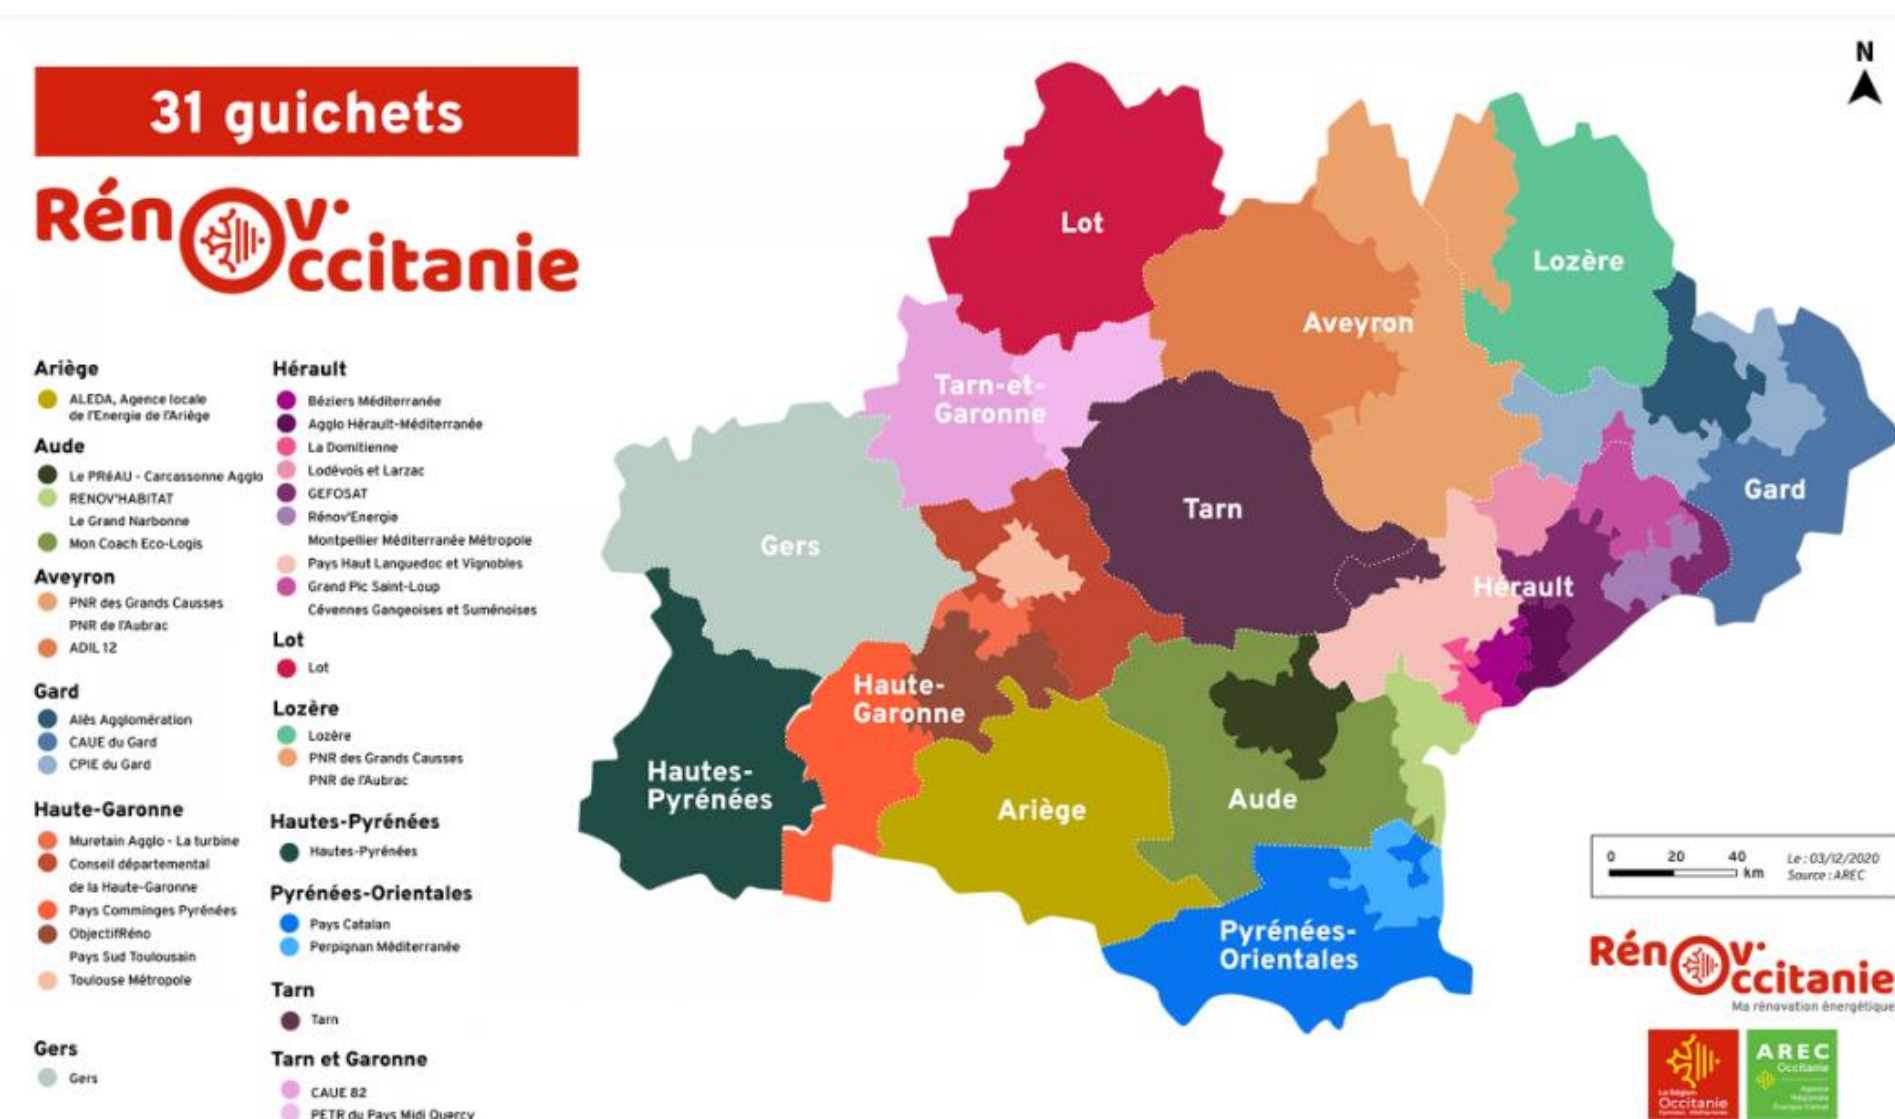 31 guichets
Rénov'
Occitanie
Ariège
ALEDA, Agence locale
de l'Energie de l'Ariège
Aude
Le PRéAU - Carcassonne Agglo
RENOV'HABITAT
Le Grand Narbonne
Mon Coach Eco-Logis
Aveyron
PNR des Grands Causses
PNR de l'Aubrac
ADIL 12
Gard
Alès Agglomération
CAUE du Gard
CPIE du Gard
Haute-Garonne
Muretain Agglo - La turbine
Conseil départemental
de la Haute-Garonne
Pays Comminges Pyrénées
ObjectifRéno
Pays Sud Toulousain
Toulouse Métropole
Gers
Gers
Hérault
Béziers Méditerranée
Agglo Hérault-Méditerranée
La Domitienne
Lodévois et Larzac
GEFOSAT
Rénov'Energie
Montpellier Méditerranée Métropole
Pays Haut Languedoc et Vignobles
Grand Pic Saint-Loup
Cévennes Gangeoises et Suménoises
Lot
Lot
Lozère
Lozère
PNR des Grands Causses
PNR de l'Aubrac
Hautes-Pyrénées
Hautes-Pyrénées
Pyrénées-Orientales
Pays Catalan
Perpignan Méditerranée
Tarn
Tarn
Tarn et Garonne
CAUE 82
PETR du Pays Midi Quercy
N
Lot
Lozère
Aveyron
Tarn-et-
Garonne
Gard
Tarn
Gers
Hérault
Haute-
Garonne
Hautes-
Pyrénées
Ariège
Aude
Pyrénées-
Orientales
0 20 40
km
Le : 03/12/2020
Source : AREC
Rénov'
Occitanie
Ma rénovation énergétique
La Région
Occitanie
AREC
Occitanie